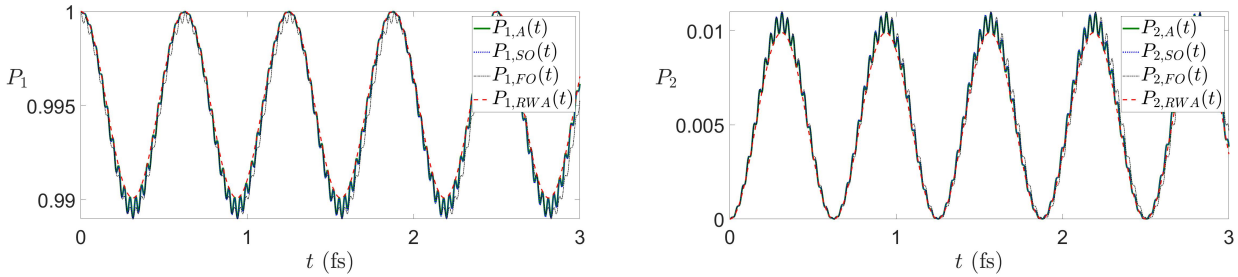 1
0.995
0.99
P₁
0 1 2 3
t (fs)
P₁,A(t)
P₁,SO(t)
P₁,FO(t)
P₁,RWA(t)
0.01
0.005
0
P₂
0 1 2 3
t (fs)
P₂,A(t)
P₂,SO(t)
P₂,FO(t)
P₂,RWA(t)